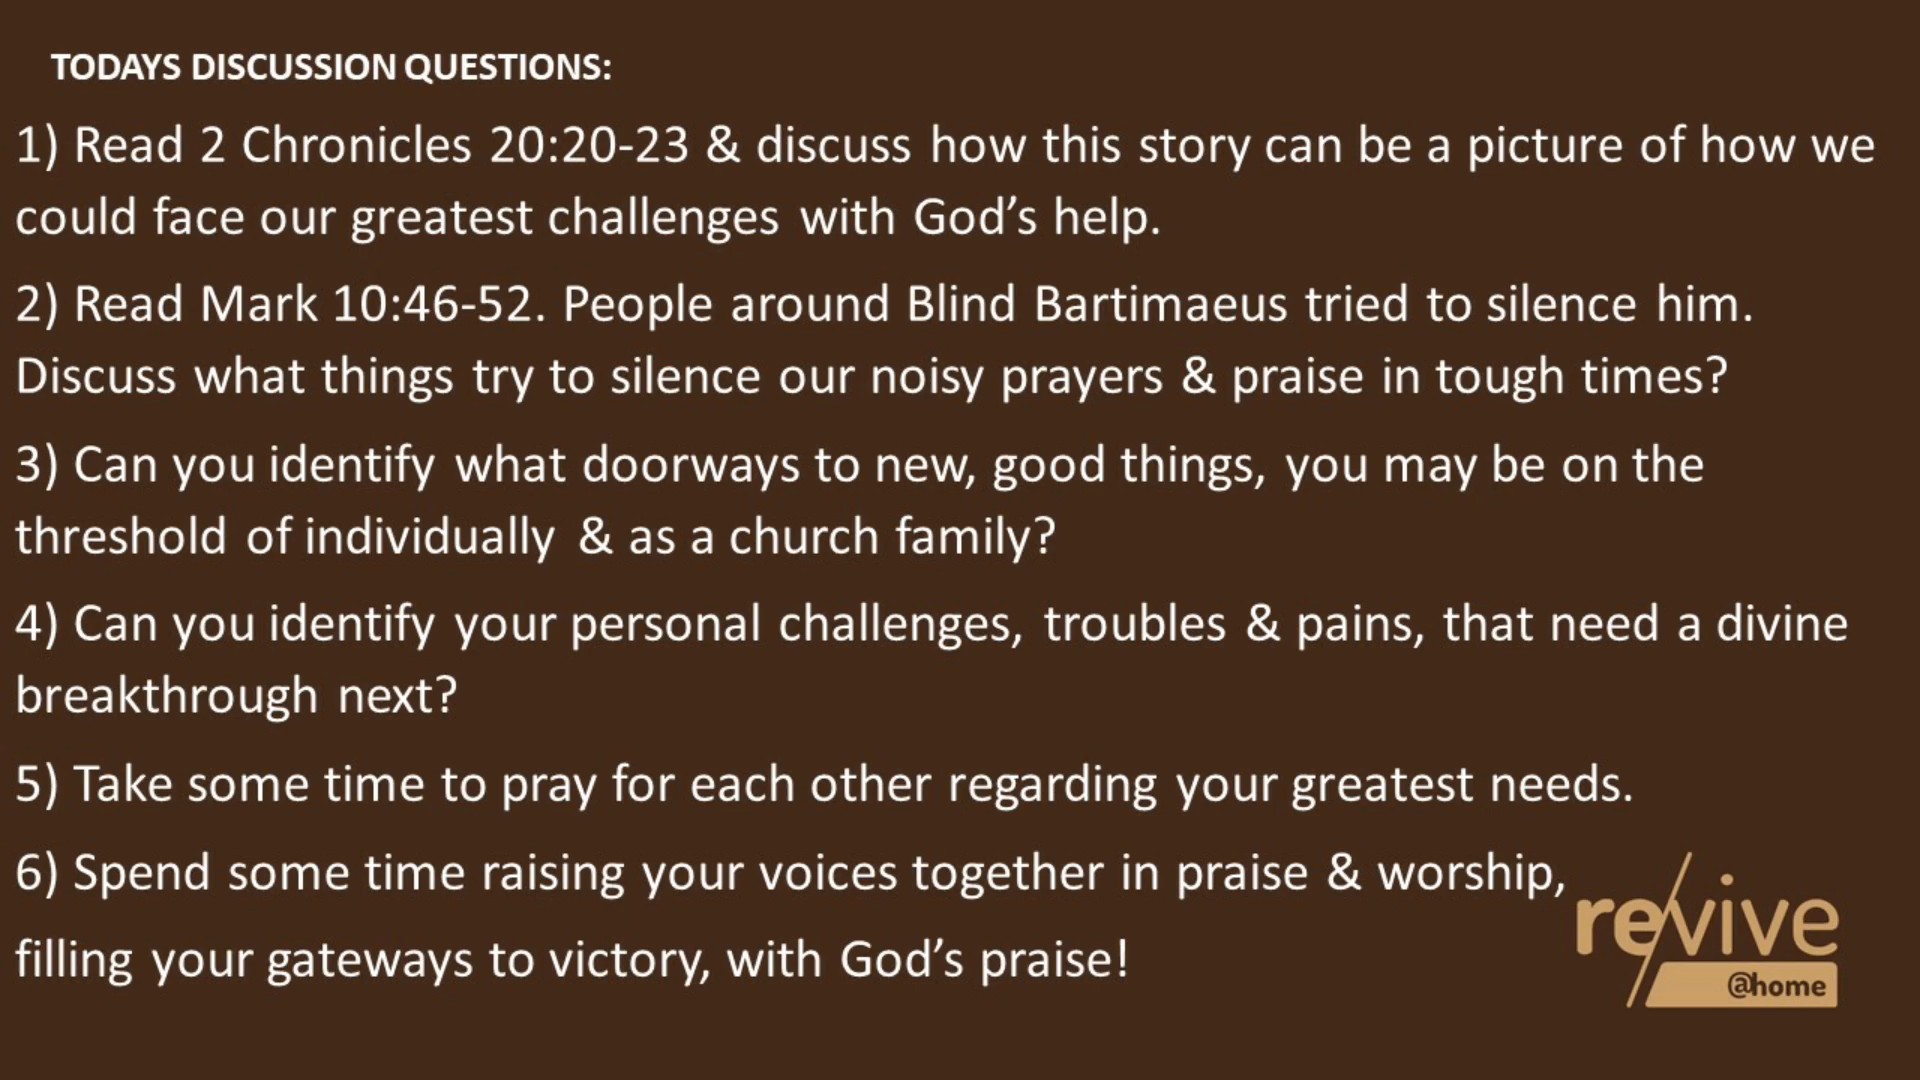 TODAYS DISCUSSION QUESTIONS:
1) Read 2 Chronicles 20:20-23 & discuss how this story can be a picture of how we
could face our greatest challenges with God’s help.
2) Read Mark 10:46-52. People around Blind Bartimaeus tried to silence him.
Discuss what things try to silence our noisy prayers & praise in tough times?
3) Can you identify what doorways to new, good things, you may be on the
threshold of individually & as a church family?
4) Can you identify your personal challenges, troubles & pains, that need a divine
breakthrough next?
5) Take some time to pray for each other regarding your greatest needs.
6) Spend some time raising your voices together in praise & worship,
filling your gateways to victory, with God’s praise!
revive
@home